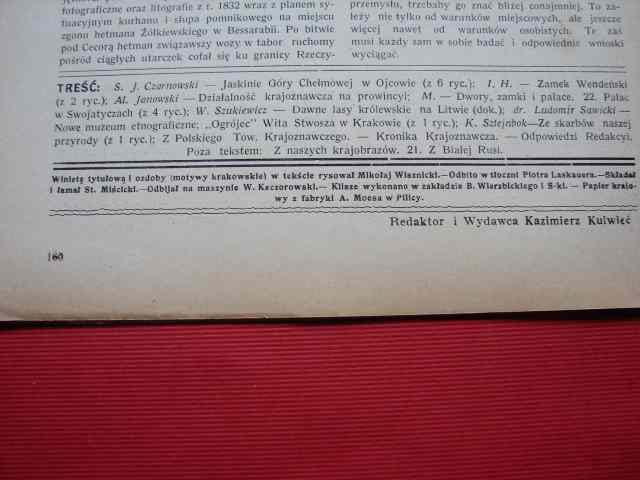 fotograficzne oraz litografie z r. 1832 wraz z planem sy-
tuacyjnym kurhanu i słupa pomnikowego na miejscu
zgonu hetmana Żółkiewskiego w Bessarabii. Po bitwie
pod Cecorą hetman związawszy wozy w tabor ruchomy
pośród ciągłych utarczek cofał się ku granicy Rzeczy-
przemysłu, trzebaby go znać bliżej conajmniej. To za-
leży nie tylko od warunków miejscowych, ale jeszcze
więcej nawet od warunków osobistych. Te zaś
musi każdy sam w sobie badać i odpowiednie wnioski
wyciągać.
TREŚĆ: S. J. Czarnowski — Jaskinie Góry Chełmowej w Ojcowie (z 6 ryc.); I. H. — Zamek Wendeński
(z 2 ryc.); Al. Janowski — Działalność krajoznawcza na prowincyi; M. — Dwory, zamki i pałace. 22. Pałac
w Swojatyczach (z 4 ryc.); W. Szukiewicz — Dawne lasy królewskie na Litwie (dok.); dr. Ludomir Sawicki —
Nowe muzeum etnograficzne; „Ogrójec" Wita Stwosza w Krakowie (z 1 ryc.); K. Sztejnbok—Ze skarbów naszej
przyrody (z 1 ryc.); Z Polskiego Tow. Krajoznawczego. — Kronika Krajoznawcza. — Odpowiedzi Redakcyi.
Poza tekstem: Z naszych krajobrazów. 21. Z Białej Rusi.
Winietę tytułową i ozdoby (motywy krakowskie) w tekście rysował Mikołaj Wisznicki.—Odbito w tłoczni Piotra Laskauera.—Składał
i łamał St. Miścicki.—Odbijał na maszynie W. Kaczorowski.— Klisze wykonano w zakładzie B. Wierzbickiego i S-ki. — Papier krajo-
wy z fabryki A. Moesa w Pilicy.
Redaktor i Wydawca Kazimierz Kulwieć
160